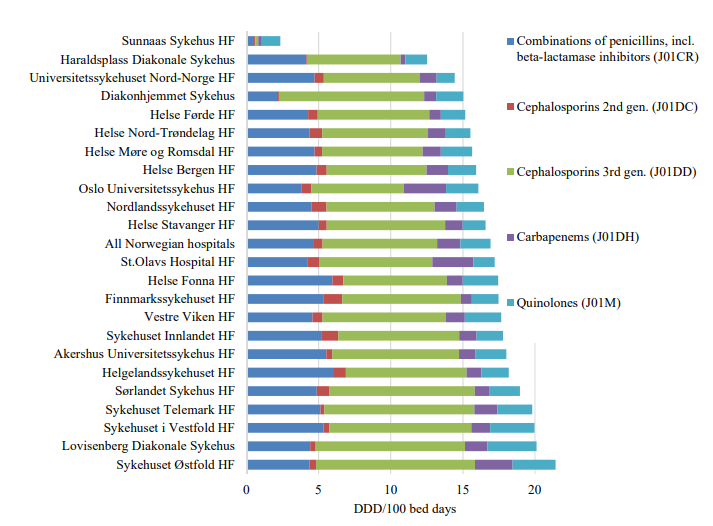 Sunnaas Sykehus HF
Haraldsplass Diakonale Sykehus
Universitetssykehuset Nord-Norge HF
Diakonhjemmet Sykehus
Helse Førde HF
Helse Nord-Trøndelag HF
Helse Møre og Romsdal HF
Helse Bergen HF
Oslo Universitetssykehus HF
Nordlandssykehuset HF
Helse Stavanger HF
All Norwegian hospitals
St.Olavs Hospital HF
Helse Fonna HF
Finnmarkssykehuset HF
Vestre Viken HF
Sykehuset Innlandet HF
Akershus Universitetssykehus HF
Helgelandssykehuset HF
Sørlandet Sykehus HF
Sykehuset Telemark HF
Sykehuset i Vestfold HF
Lovisenberg Diakonale Sykehus
Sykehuset Østfold HF
0 5 10 15 20
DDD/100 bed days
Combinations of penicillins, incl.
beta-lactamase inhibitors (J01CR)
Cephalosporins 2nd gen. (J01DC)
Cephalosporins 3rd gen. (J01DD)
Carbapenems (J01DH)
Quinolones (J01M)